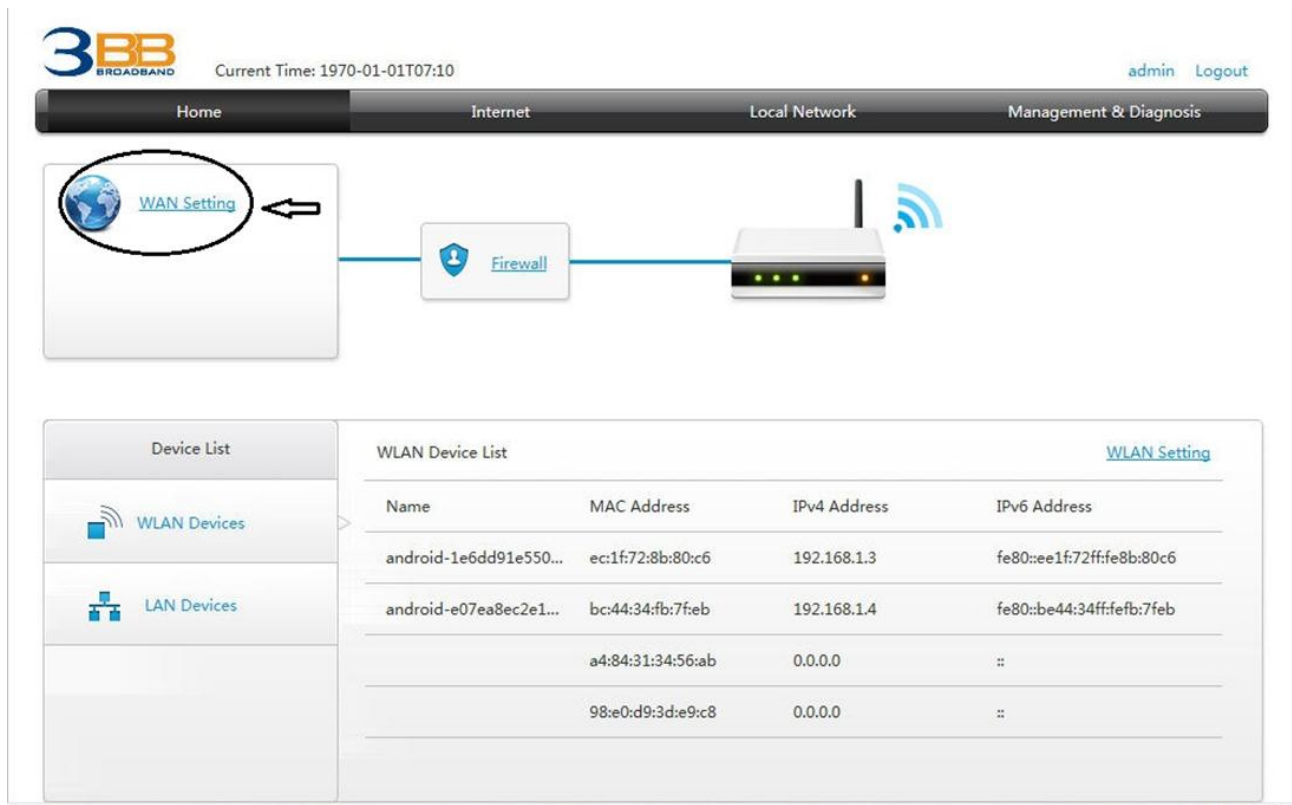 3BB BROADBAND
Current Time: 1970-01-01T07:10
admin Logout
Home Internet Local Network Management & Diagnosis
WAN Setting
Firewall
Device List
WLAN Devices
LAN Devices
WLAN Device List WLAN Setting
Name MAC Address IPv4 Address IPv6 Address
android-1e6dd91e550... ec:1f:72:8b:80:c6 192.168.1.3 fe80::ee1f:72ff:fe8b:80c6
android-e07ea8ec2e1... bc:44:34:fb:7f:eb 192.168.1.4 fe80::be44:34ff:fefb:7feb
a4:84:31:34:56:ab 0.0.0.0 ::
98:e0:d9:3d:e9:c8 0.0.0.0 ::